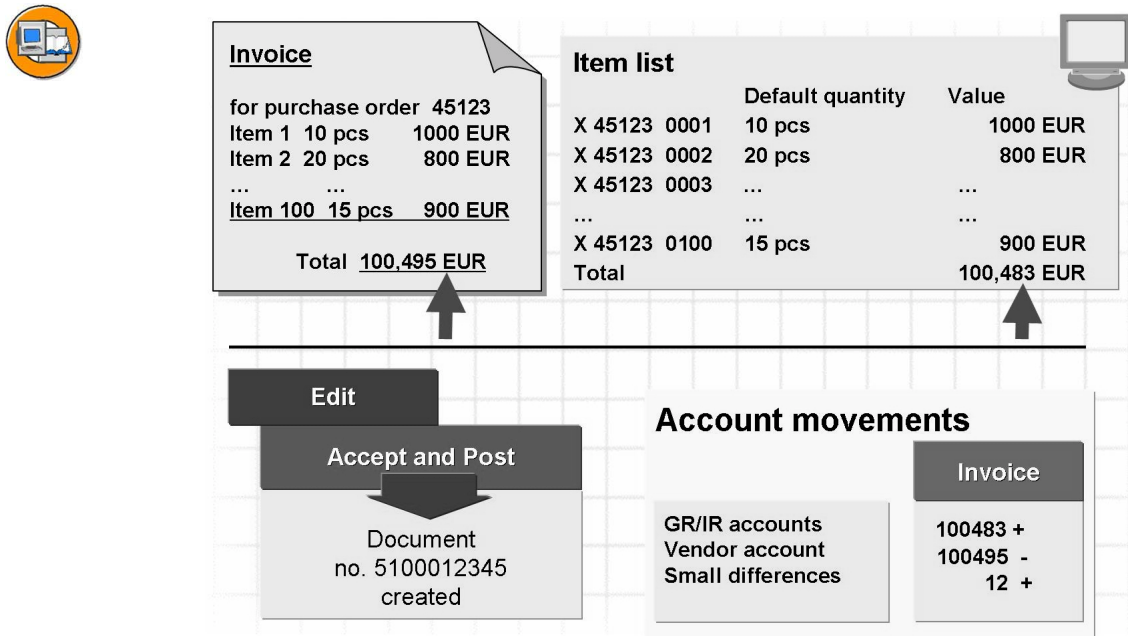 Invoice
for purchase order 45123
Item 1 10 pcs 1000 EUR
Item 2 20 pcs 800 EUR
... ...
Item 100 15 pcs 900 EUR
Total 100,495 EUR
Item list
Default quantity Value
X 45123 0001 10 pcs 1000 EUR
X 45123 0002 20 pcs 800 EUR
X 45123 0003 ... ...
... ... ...
X 45123 0100 15 pcs 900 EUR
Total 100,483 EUR
Edit
Accept and Post
Document
no. 5100012345
created
Account movements
Invoice
GR/IR accounts 100483 +
Vendor account 100495 -
Small differences 12 +